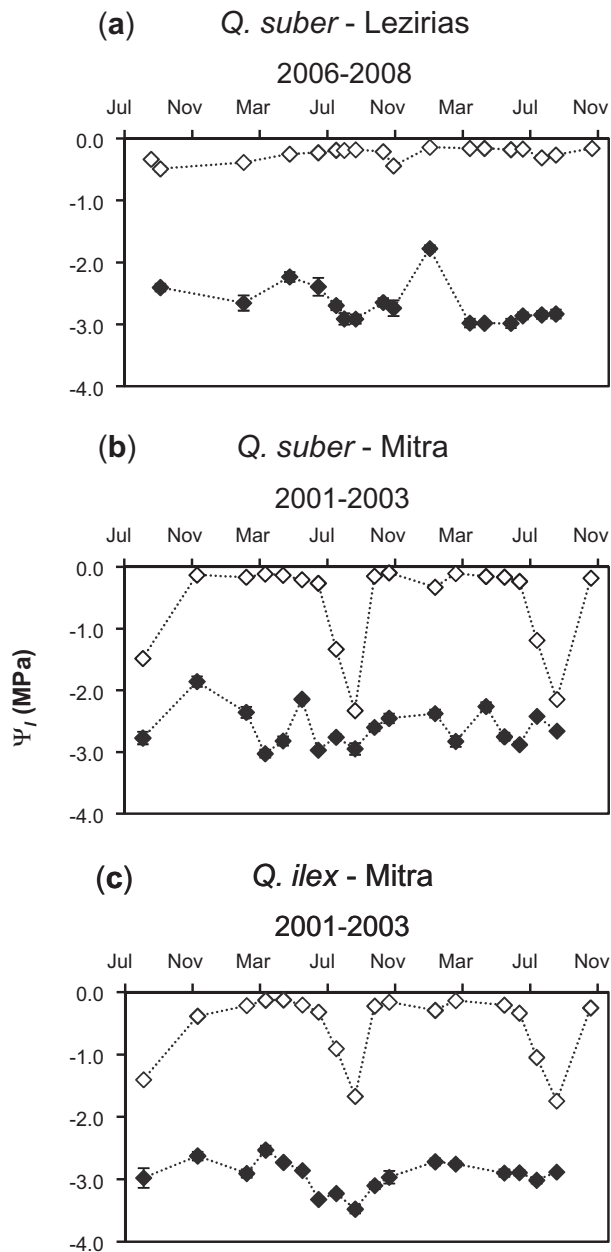 (a) Q. suber - Lezirias
2006-2008
Jul Nov Mar Jul Nov Mar Jul Nov
0.0
-1.0
-2.0
-3.0
-4.0
(b) Q. suber - Mitra
2001-2003
Jul Nov Mar Jul Nov Mar Jul Nov
0.0
-1.0
-2.0
-3.0
-4.0
Ψl (MPa)
(c) Q. ilex - Mitra
2001-2003
Jul Nov Mar Jul Nov Mar Jul Nov
0.0
-1.0
-2.0
-3.0
-4.0